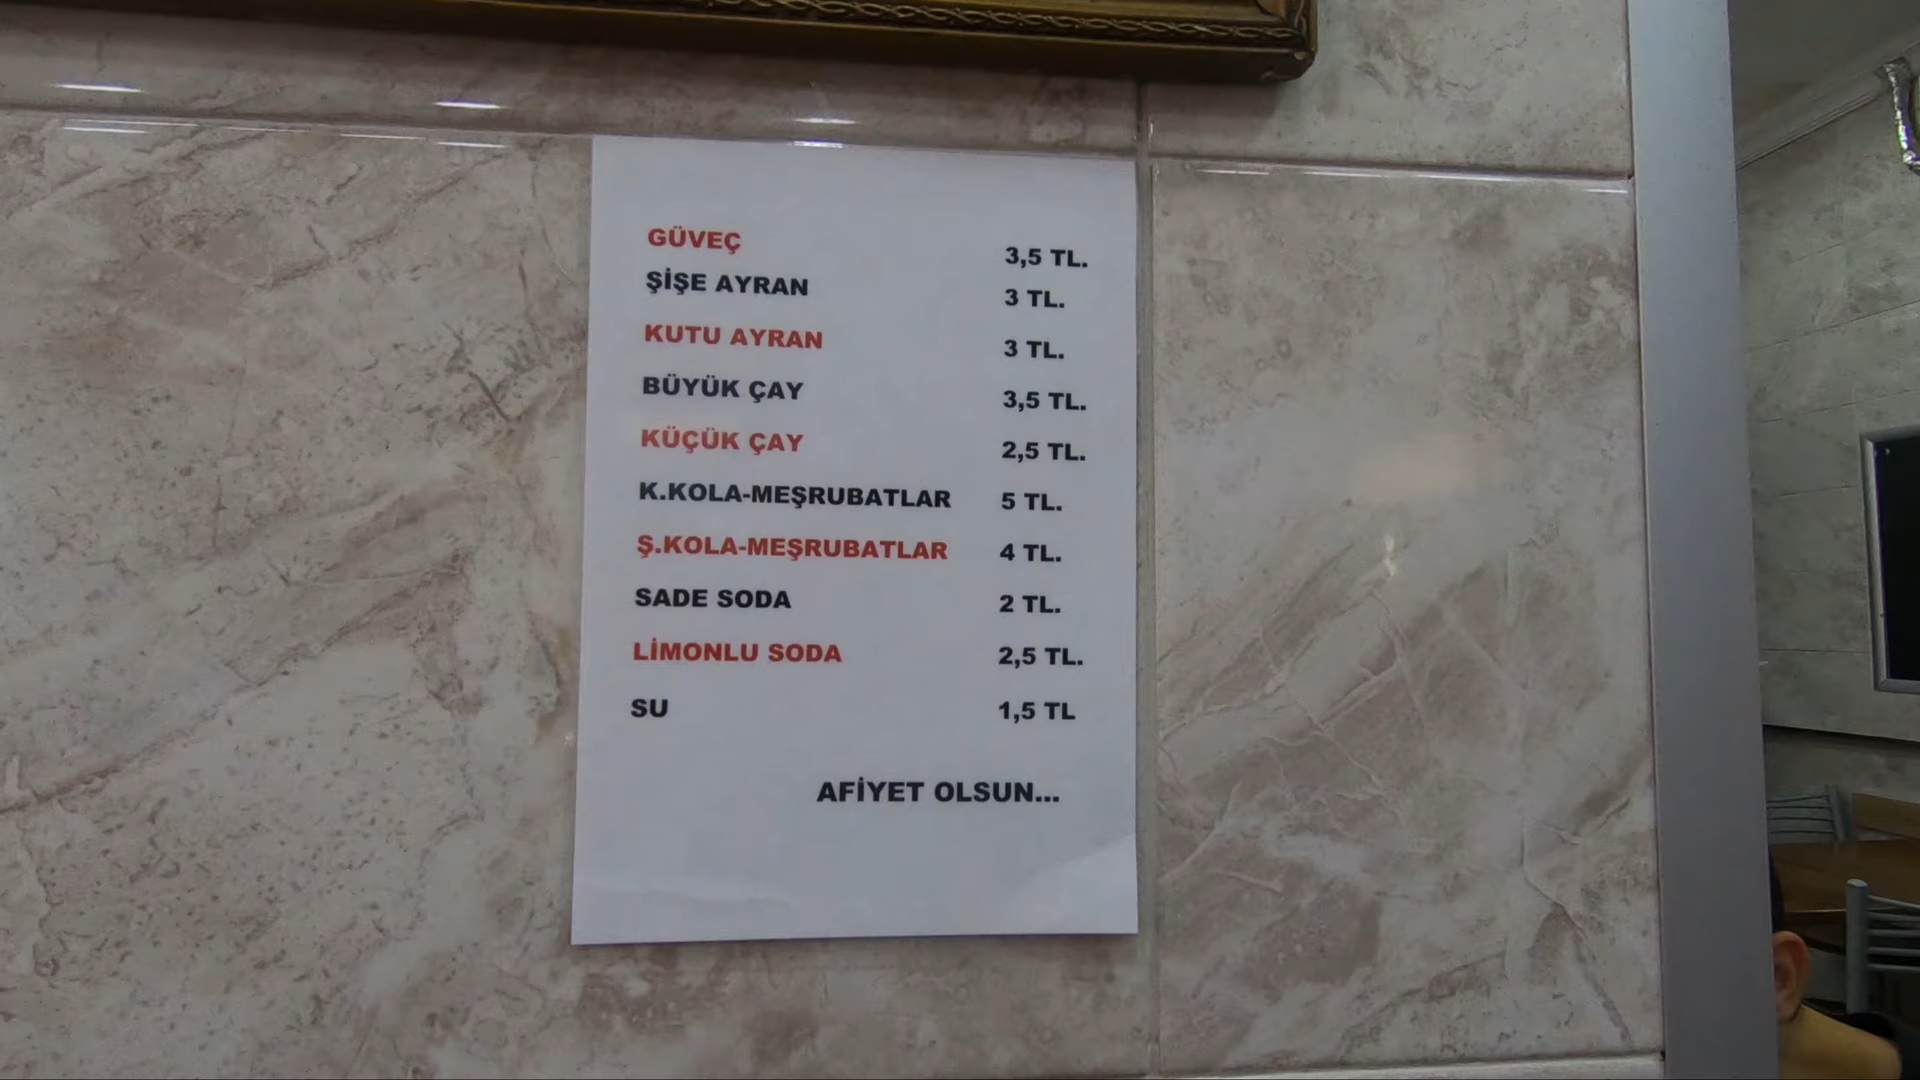 GÜVEÇ 3,5 TL.
ŞİŞE AYRAN 3 TL.
KUTU AYRAN 3 TL.
BÜYÜK ÇAY 3,5 TL.
KÜÇÜK ÇAY 2,5 TL.
K.KOLA-MEŞRUBATLAR 5 TL.
Ş.KOLA-MEŞRUBATLAR 4 TL.
SADE SODA 2 TL.
LİMONLU SODA 2,5 TL.
SU 1,5 TL
AFİYET OLSUN...